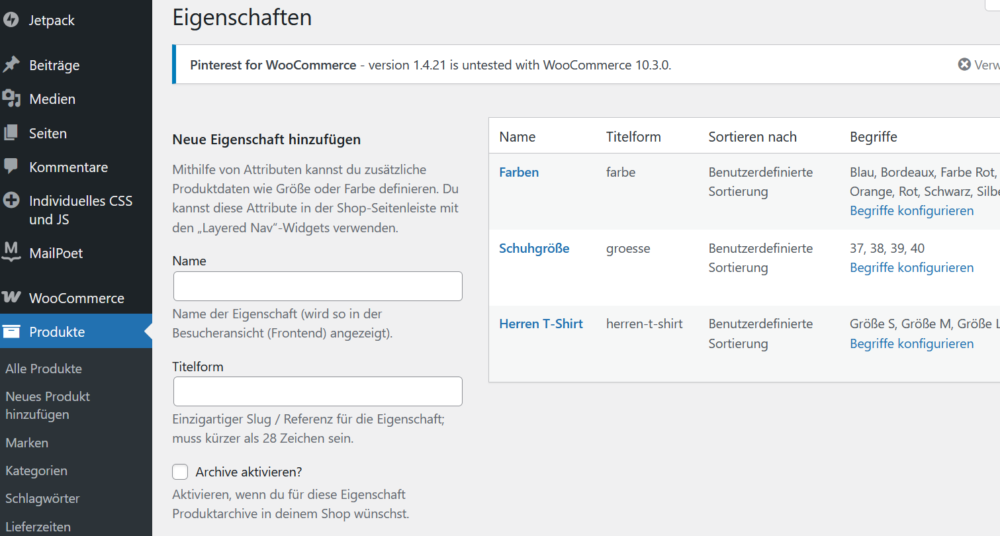 Jetpack
Beiträge
Medien
Seiten
Kommentare
Individuelles CSS
und JS
MailPoet
WooCommerce
Produkte
Alle Produkte
Neues Produkt
hinzufügen
Marken
Kategorien
Schlagwörter
Lieferzeiten
Eigenschaften
Pinterest for WooCommerce - version 1.4.21 is untested with WooCommerce 10.3.0.
Verw
Neue Eigenschaft hinzufügen
Mithilfe von Attributen kannst du zusätzliche
Produktdaten wie Größe oder Farbe definieren. Du
kannst diese Attribute in der Shop-Seitenleiste mit
den „Layered Nav“-Widgets verwenden.
Name
Name der Eigenschaft (wird so in der
Besucheransicht (Frontend) angezeigt).
Titelform
Einzigartiger Slug / Referenz für die Eigenschaft;
muss kürzer als 28 Zeichen sein.
Archive aktivieren?
Aktivieren, wenn du für diese Eigenschaft
Produktarchive in deinem Shop wünschst.
Name Titelform Sortieren nach Begriffe
Farben farbe Benutzerdefinierte Blau, Bordeaux, Farbe Rot,
Sortierung Orange, Rot, Schwarz, Silbe
Begriffe konfigurieren
Schuhgröße groesse Benutzerdefinierte 37, 38, 39, 40
Sortierung Begriffe konfigurieren
Herren T-Shirt herren-t-shirt Benutzerdefinierte Größe S, Größe M, Größe L
Sortierung Begriffe konfigurieren